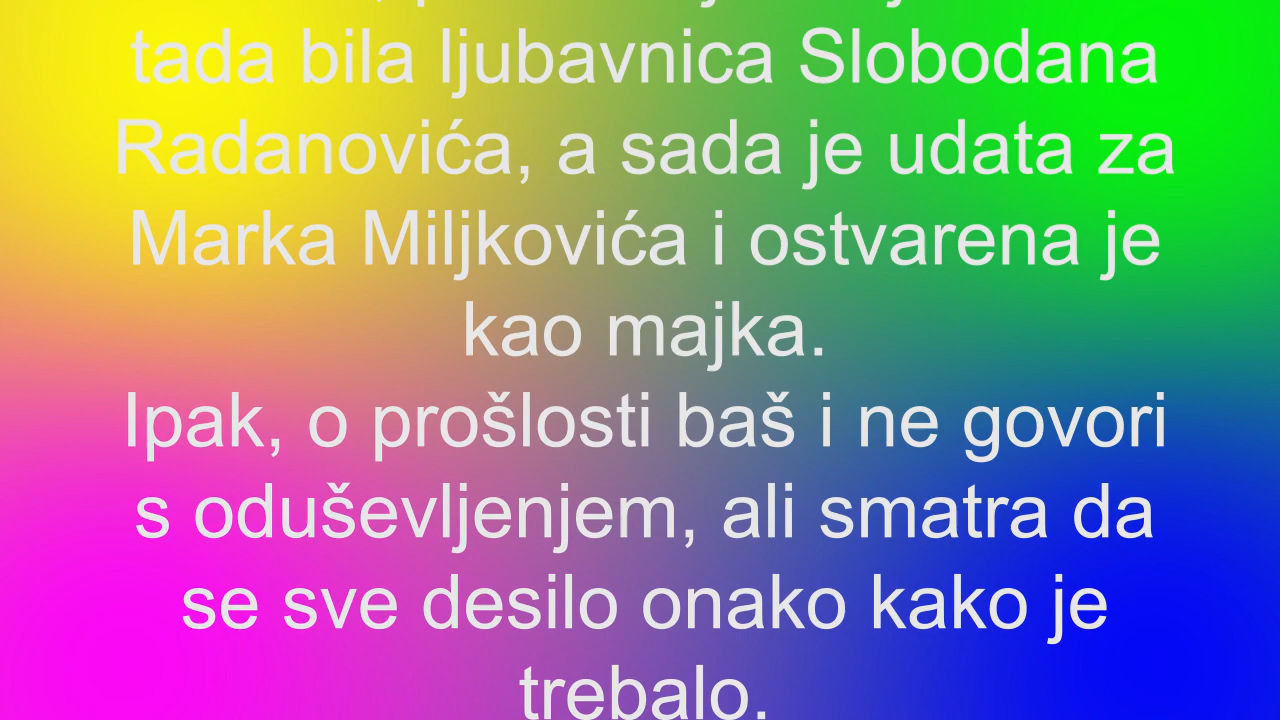 tada bila ljubavnica Slobodana
Radanovića, a sada je udata za
Marka Miljkovića i ostvarena je
kao majka.
Ipak, o prošlosti baš i ne govori
s oduševljenjem, ali smatra da
se sve desilo onako kako je
trebalo.